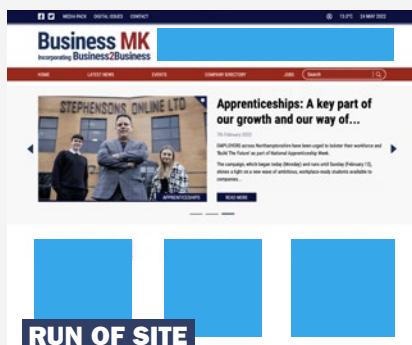 MEDIA PACK DIGITAL ISSUES CONTACT
13.0°C 24 MAY 2022
Business MK
Incorporating Business2Business
HOME LATEST NEWS EVENTS COMPANY DIRECTORY JOBS Search
STEPHENSONS ONLINE LTD
APPRENTICESHIPS
Apprenticeships: A key part of
our growth and our way of...
7th February 2022
EMPLOYERS across Northamptonshire have been urged to bolster their workforce and
'Build The Future' as part of National Apprenticeship Week.
The campaign, which began today (Monday) and runs until Sunday (February 13),
shines a light on a new wave of ambitious, workplace-ready students available to
companies...
READ MORE
RUN OF SITE